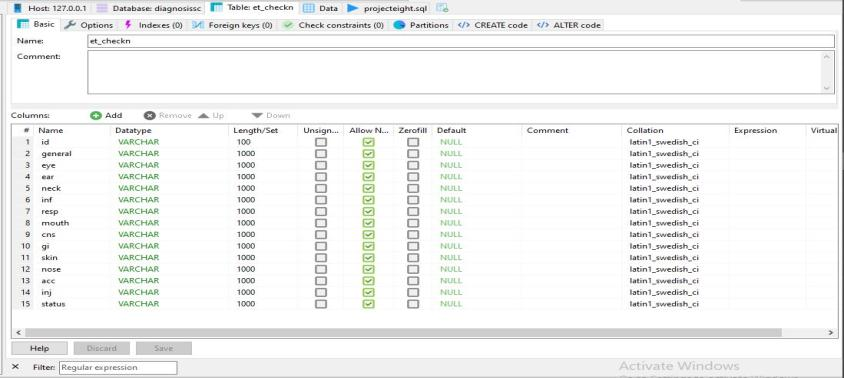 Host: 127.0.0.1 Database: diagnosissc Table: et_checkn Data projecteight.sql
Basic Options Indexes (0) Foreign keys (0) Check constraints (0) Partitions </> CREATE code </> ALTER code
Name: et_checkn
Comment:
Columns: Add Remove Up Down
# Name Datatype Length/Set Unsign... Allow N... Zerofill Default Comment Collation Expression Virtual
1 id VARCHAR 100 NULL latin1_swedish_ci
2 general VARCHAR 1000 NULL latin1_swedish_ci
3 eye VARCHAR 1000 NULL latin1_swedish_ci
4 ear VARCHAR 1000 NULL latin1_swedish_ci
5 neck VARCHAR 1000 NULL latin1_swedish_ci
6 inf VARCHAR 1000 NULL latin1_swedish_ci
7 resp VARCHAR 1000 NULL latin1_swedish_ci
8 mouth VARCHAR 1000 NULL latin1_swedish_ci
9 cns VARCHAR 1000 NULL latin1_swedish_ci
10 gi VARCHAR 1000 NULL latin1_swedish_ci
11 skin VARCHAR 1000 NULL latin1_swedish_ci
12 nose VARCHAR 1000 NULL latin1_swedish_ci
13 acc VARCHAR 1000 NULL latin1_swedish_ci
14 inj VARCHAR 1000 NULL latin1_swedish_ci
15 status VARCHAR 1000 NULL latin1_swedish_ci
Help Discard Save
Filter: Regular expression
Activate Windows